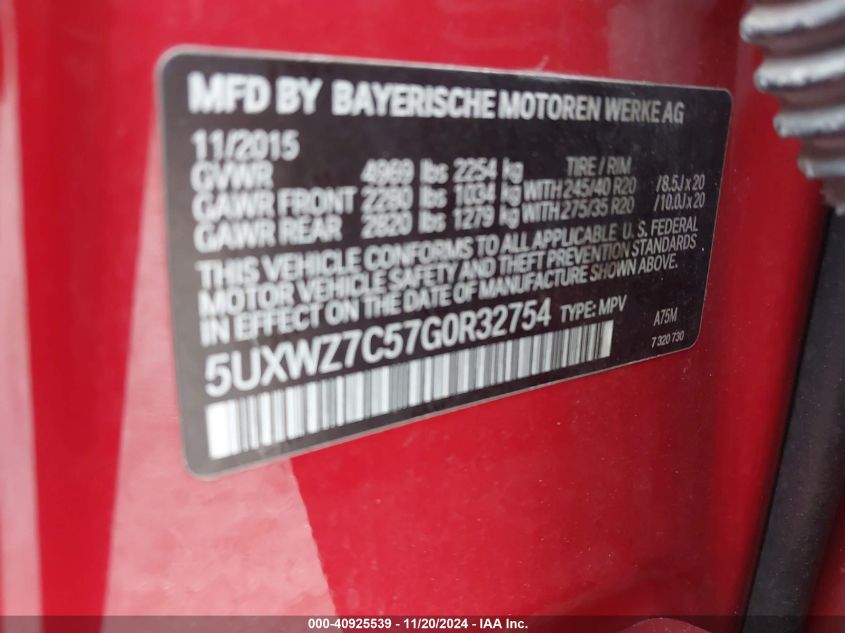 MFD BY BAYERISCHE MOTOREN WERKE AG
11/2015 TIRE / RIM
GVWR 4969 lbs 2254 kg
GAWR FRONT 2280 lbs 1034 kg WITH 245/40 R20 /8.5J x 20
GAWR REAR 2820 lbs 1279 kg WITH 275/35 R20 /10.0J x 20
THIS VEHICLE CONFORMS TO ALL APPLICABLE U. S. FEDERAL
MOTOR VEHICLE SAFETY AND THEFT PREVENTION STANDARDS
IN EFFECT ON THE DATE OF MANUFACTURE SHOWN ABOVE.
5UXWZ7C57G0R32754 TYPE: MPV A75M
7 320 730
000-40925539 - 11/20/2024 - IAAI.com